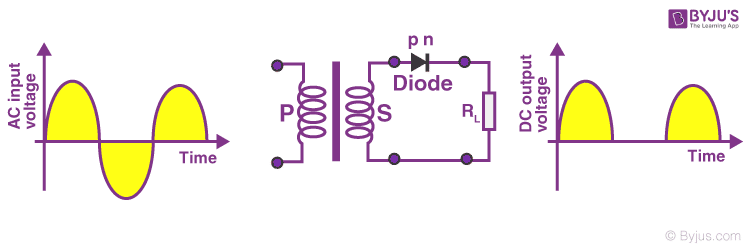 BYJU'S
The Learning App
AC input
voltage
Time
P
S
p n
Diode
R_L
DC output
voltage
Time
© Byjus.com